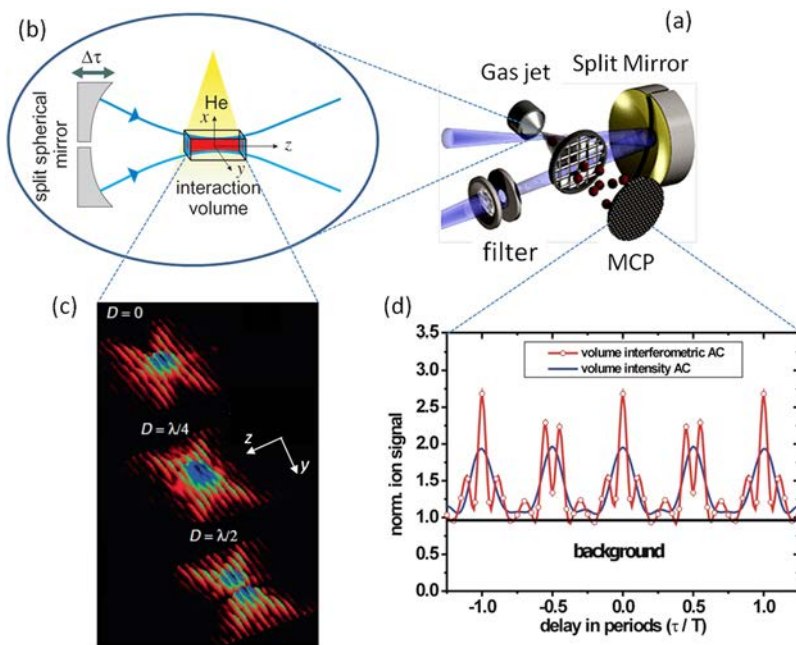 (b)
Δτ
He
x
z
y
split spherical
mirror
interaction
volume
(a)
Gas jet
Split Mirror
filter
MCP
(c)
D = 0
D = λ/4
z
y
D = λ/2
(d)
3.5
3.0
2.5
2.0
1.5
1.0
0.5
0.0
norm. ion signal
volume interferometric AC
volume intensity AC
background
-1.0
-0.5
0.0
0.5
1.0
delay in periods (τ / T)